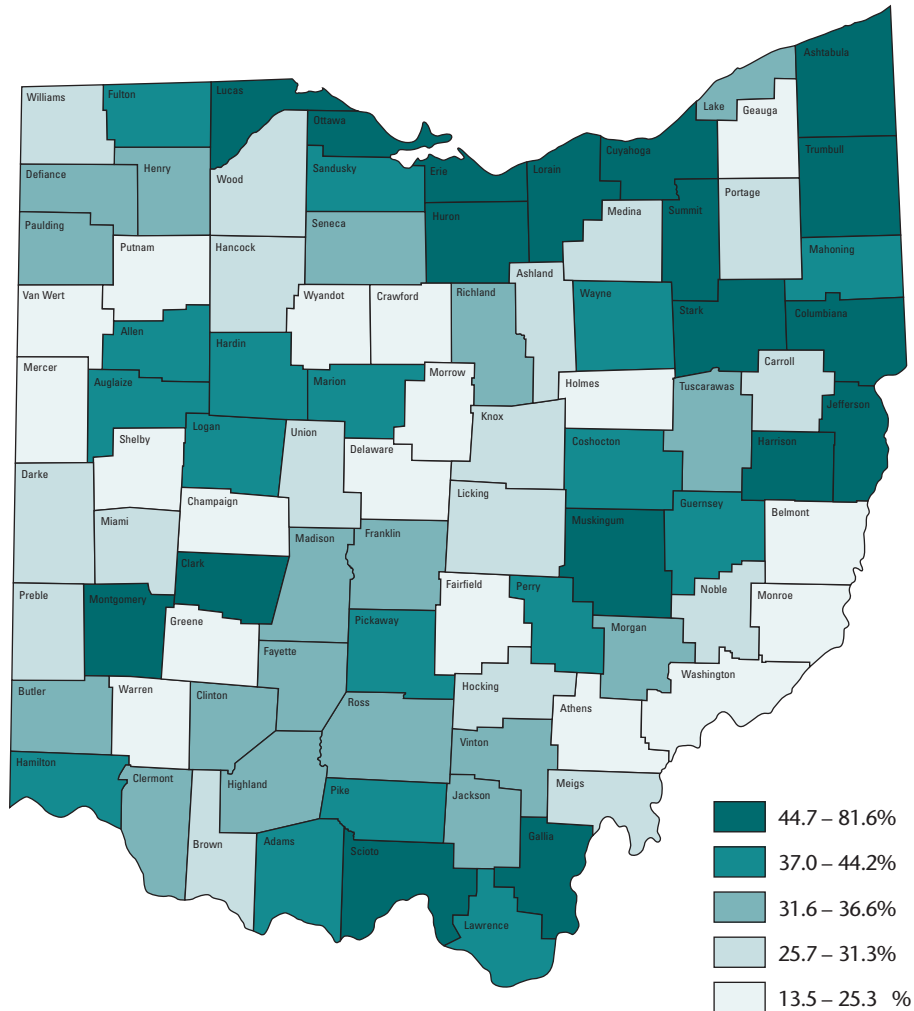 Ashtabula
Williams
Fulton
Lucas
Lake
Geauga
Ottawa
Cuyahoga
Trumbull
Defiance
Henry
Wood
Sandusky
Erie
Lurain
Portage
Medina
Summit
Paulding
Seneca
Huron
Putnam
Hancock
Mahoning
Ashland
Van Wert
Wyandot
Crawford
Richland
Wayne
Stark
Columbiana
Allen
Hardin
Mercer
Auglaize
Marion
Morrow
Holmes
Tuscarawas
Carroll
Jefferson
Knox
Logan
Union
Shelby
Delaware
Coshocton
Harrison
Darke
Champaign
Licking
Guernsey
Belmont
Miami
Muskingum
Madison
Franklin
Clark
Fairfield
Perry
Noble
Monroe
Preble
Montgomery
Greene
Pickaway
Morgan
Fayette
Washington
Butler
Warren
Clinton
Ross
Hocking
Athens
Vinton
Hamilton
Clermont
Highland
Pike
Jackson
Meigs
Brown
Adams
Scioto
Gallia
Lawrence
44.7 – 81.6%
37.0 – 44.2%
31.6 – 36.6%
25.7 – 31.3%
13.5 – 25.3 %